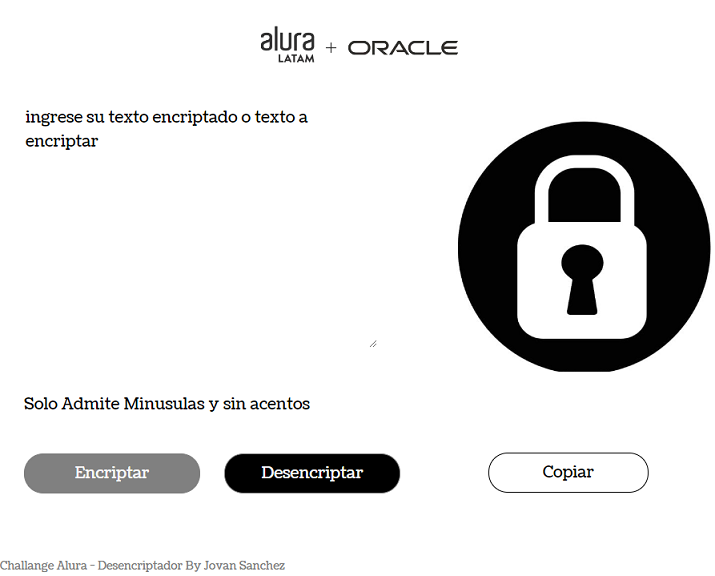 alura
LATAM + ORACLE
ingrese su texto encriptado o texto a
encriptar
Solo Admite Minusulas y sin acentos
Encriptar Desencriptar Copiar
Challange Alura - Desencriptador By Jovan Sanchez